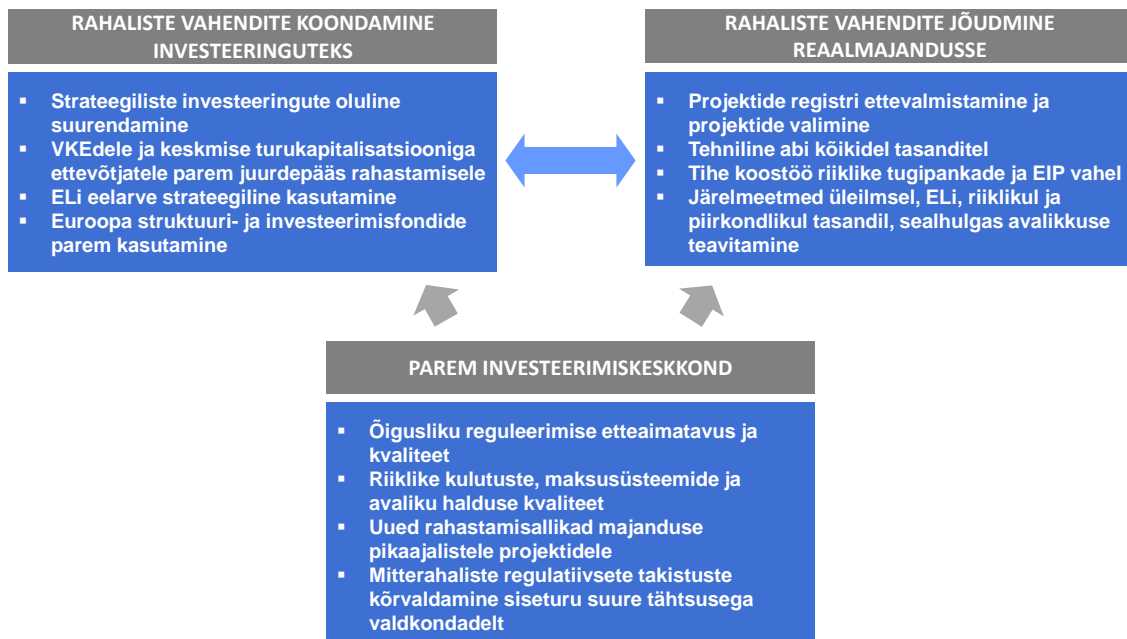 RAHALISTE VAHENDITE KOONDAMINE
INVESTEERINGUTEKS
▪ Strateegiliste investeeringute oluline
suurendamine
▪ VKEdele ja keskmise turukapitalisatsiooniga
ettevõtjatele parem juurdepääs rahastamisele
▪ ELi eelarve strateegiline kasutamine
▪ Euroopa struktuuri- ja investeerimisfondide
parem kasutamine
RAHALISTE VAHENDITE JÕUDMINE
REAALMAJANDUSSE
▪ Projektide registri ettevalmistamine ja
projektide valimine
▪ Tehniline abi kõikidel tasanditel
▪ Tihe koostöö riiklike tugipankade ja EIP vahel
▪ Järelmeetmed üleilmsel, ELi, riiklikul ja
piirkondlikul tasandil, sealhulgas avalikkuse
teavitamine
PAREM INVESTEERIMISKESKKOND
▪ Õigusliku reguleerimise etteaimatavus ja
kvaliteet
▪ Riiklike kulutuste, maksusüsteemide ja
avaliku halduse kvaliteet
▪ Uued rahastamisallikad majanduse
pikaajalistele projektidele
▪ Mitterahaliste regulatiivsete takistuste
kõrvaldamine siseturu suure tähtsusega
valdkondadelt